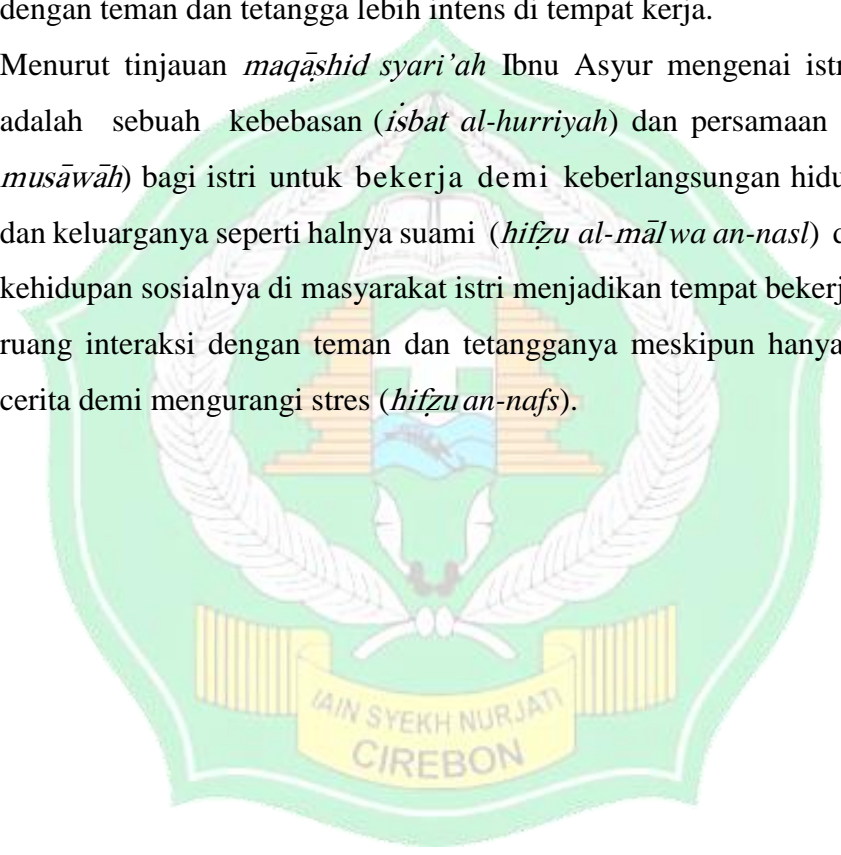 dengan teman dan tetangga lebih intens di tempat kerja.
Menurut tinjauan maqāṣhid syari'ah Ibnu Asyur mengenai istr
adalah sebuah kebebasan (iṡbat al-hurriyah) dan persamaan
musāwāh) bagi istri untuk bekerja demi keberlangsungan hidu
dan keluarganya seperti halnya suami (hifẓu al-māl wa an-nasl) d
kehidupan sosialnya di masyarakat istri menjadikan tempat bekerj
ruang interaksi dengan teman dan tetangganya meskipun hanya
cerita demi mengurangi stres (hifẓu an-nafs).
IAIN SYEKH NURJATI
CIREBON